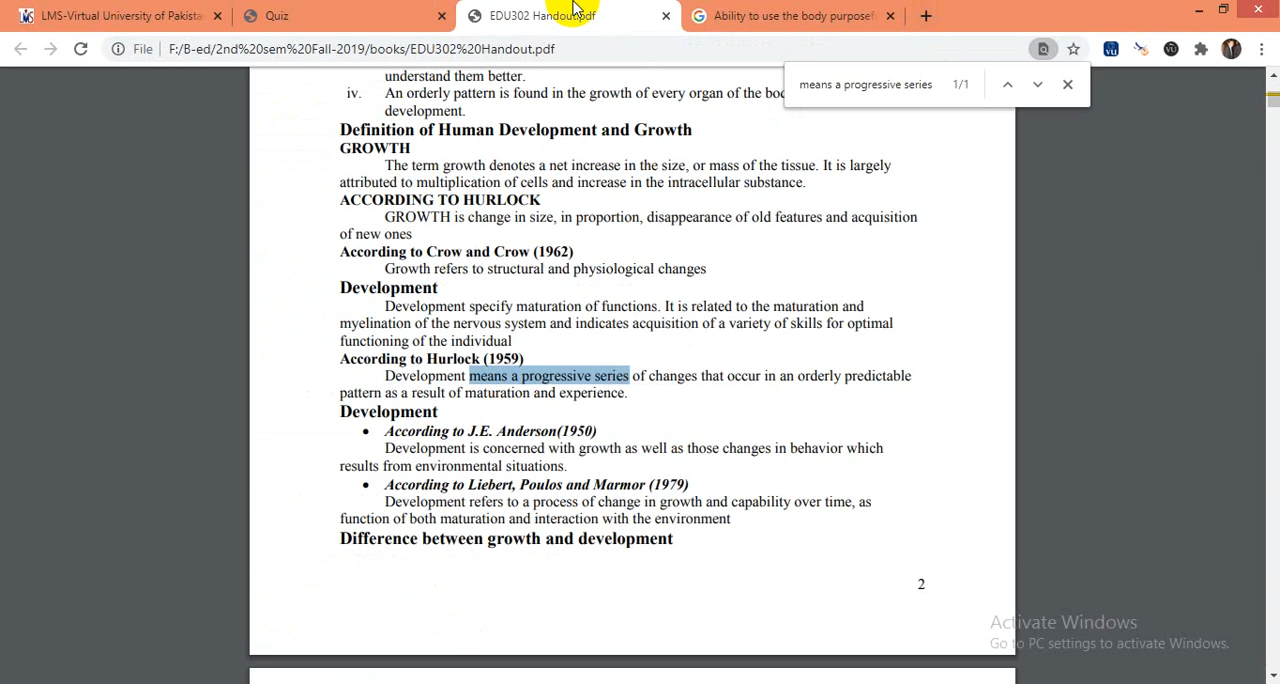 LMS-Virtual University of Pakista
Quiz
EDU302 Handout.pdf
Ability to use the body purposef
File
F:/B-ed/2nd%20sem%20Fall-2019/books/EDU302%20Handout.pdf
means a progressive series 1/1
understand them better.
iv. An orderly pattern is found in the growth of every organ of the
development.
Definition of Human Development and Growth
GROWTH
The term growth denotes a net increase in the size, or mass of the tissue. It is largely
attributed to multiplication of cells and increase in the intracellular substance.
ACCORDING TO HURLOCK
GROWTH is change in size, in proportion, disappearance of old features and acquisition
of new ones
According to Crow and Crow (1962)
Growth refers to structural and physiological changes
Development
Development specify maturation of functions. It is related to the maturation and
myelination of the nervous system and indicates acquisition of a variety of skills for optimal
functioning of the individual
According to Hurlock (1959)
Development means a progressive series of changes that occur in an orderly predictable
pattern as a result of maturation and experience.
Development
• According to J.E. Anderson(1950)
Development is concerned with growth as well as those changes in behavior which
results from environmental situations.
• According to Liebert, Poulos and Marmor (1979)
Development refers to a process of change in growth and capability over time, as
function of both maturation and interaction with the environment
Difference between growth and development
2
Activate Windows
Go to PC settings to activate Windows.